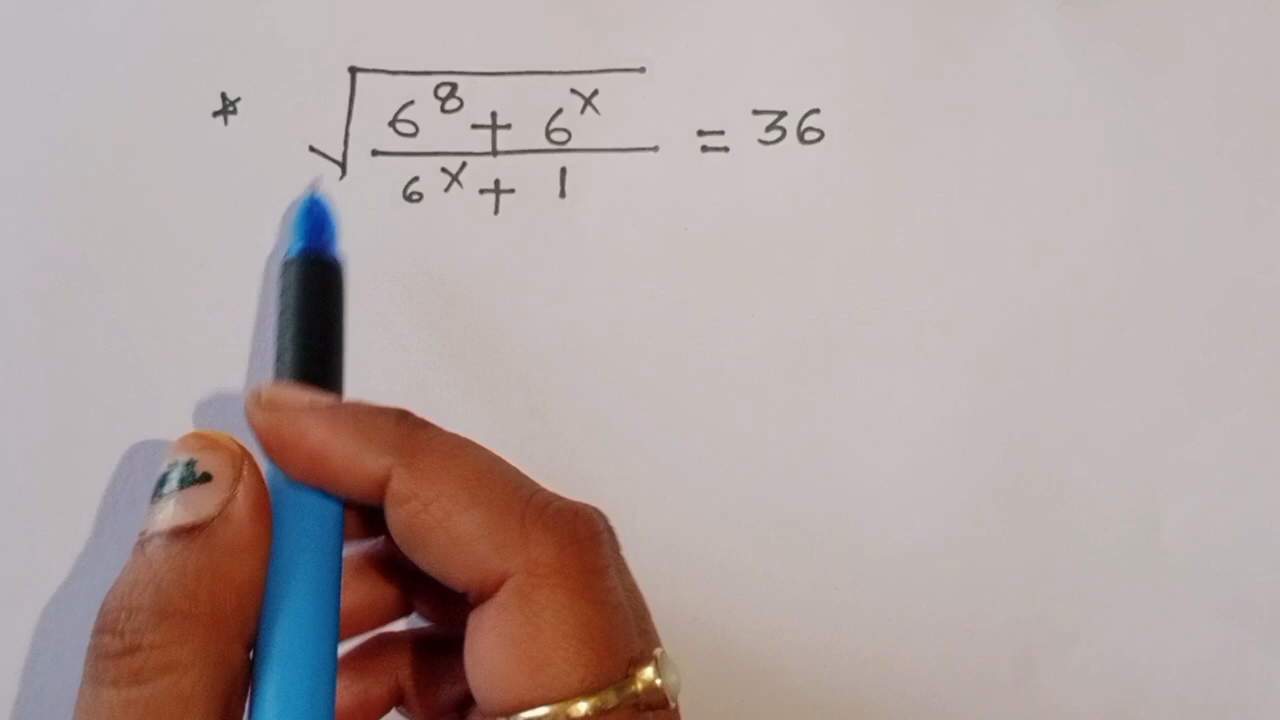 * √((6^8 + 6^x)/(6^x + 1)) = 36